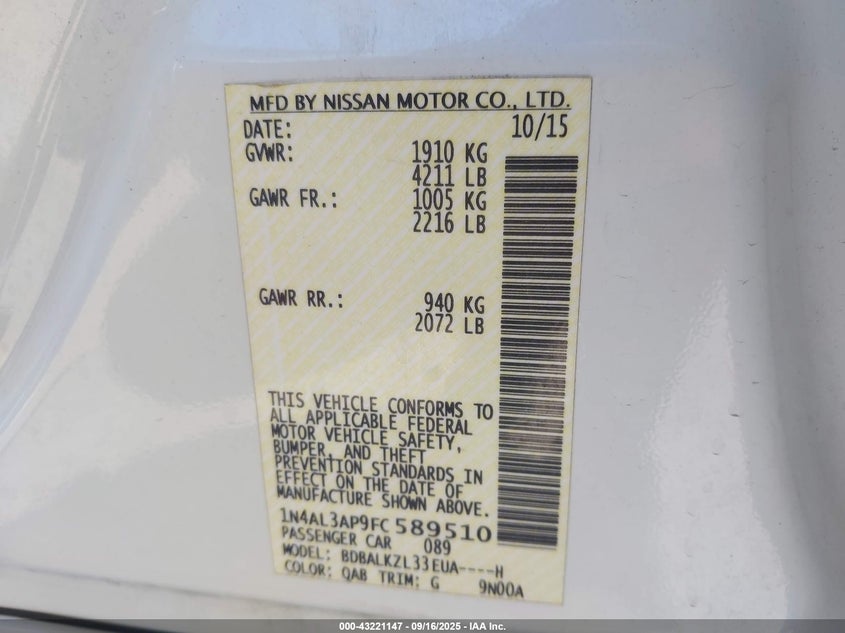 MFD BY NISSAN MOTOR CO., LTD.
DATE: 10/15
GVWR: 1910 KG
4211 LB
GAWR FR.: 1005 KG
2216 LB
GAWR RR.: 940 KG
2072 LB
THIS VEHICLE CONFORMS TO
ALL APPLICABLE FEDERAL
MOTOR VEHICLE SAFETY,
BUMPER, AND THEFT
PREVENTION STANDARDS IN
EFFECT ON THE DATE OF
MANUFACTURE SHOWN ABOVE.
1N4AL3AP9FC589510
PASSENGER CAR 089
MODEL: BDBALKZL33EUA----H
COLOR: QAB TRIM: G 9N00A
000-43221147 - 09/16/2025 - IAA Inc.